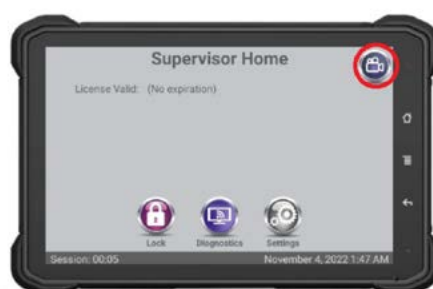 Supervisor Home
License Valid: (No expiration)
Lock Diagnostics Settings
Session: 00:05 November 4, 2022 1:47 AM